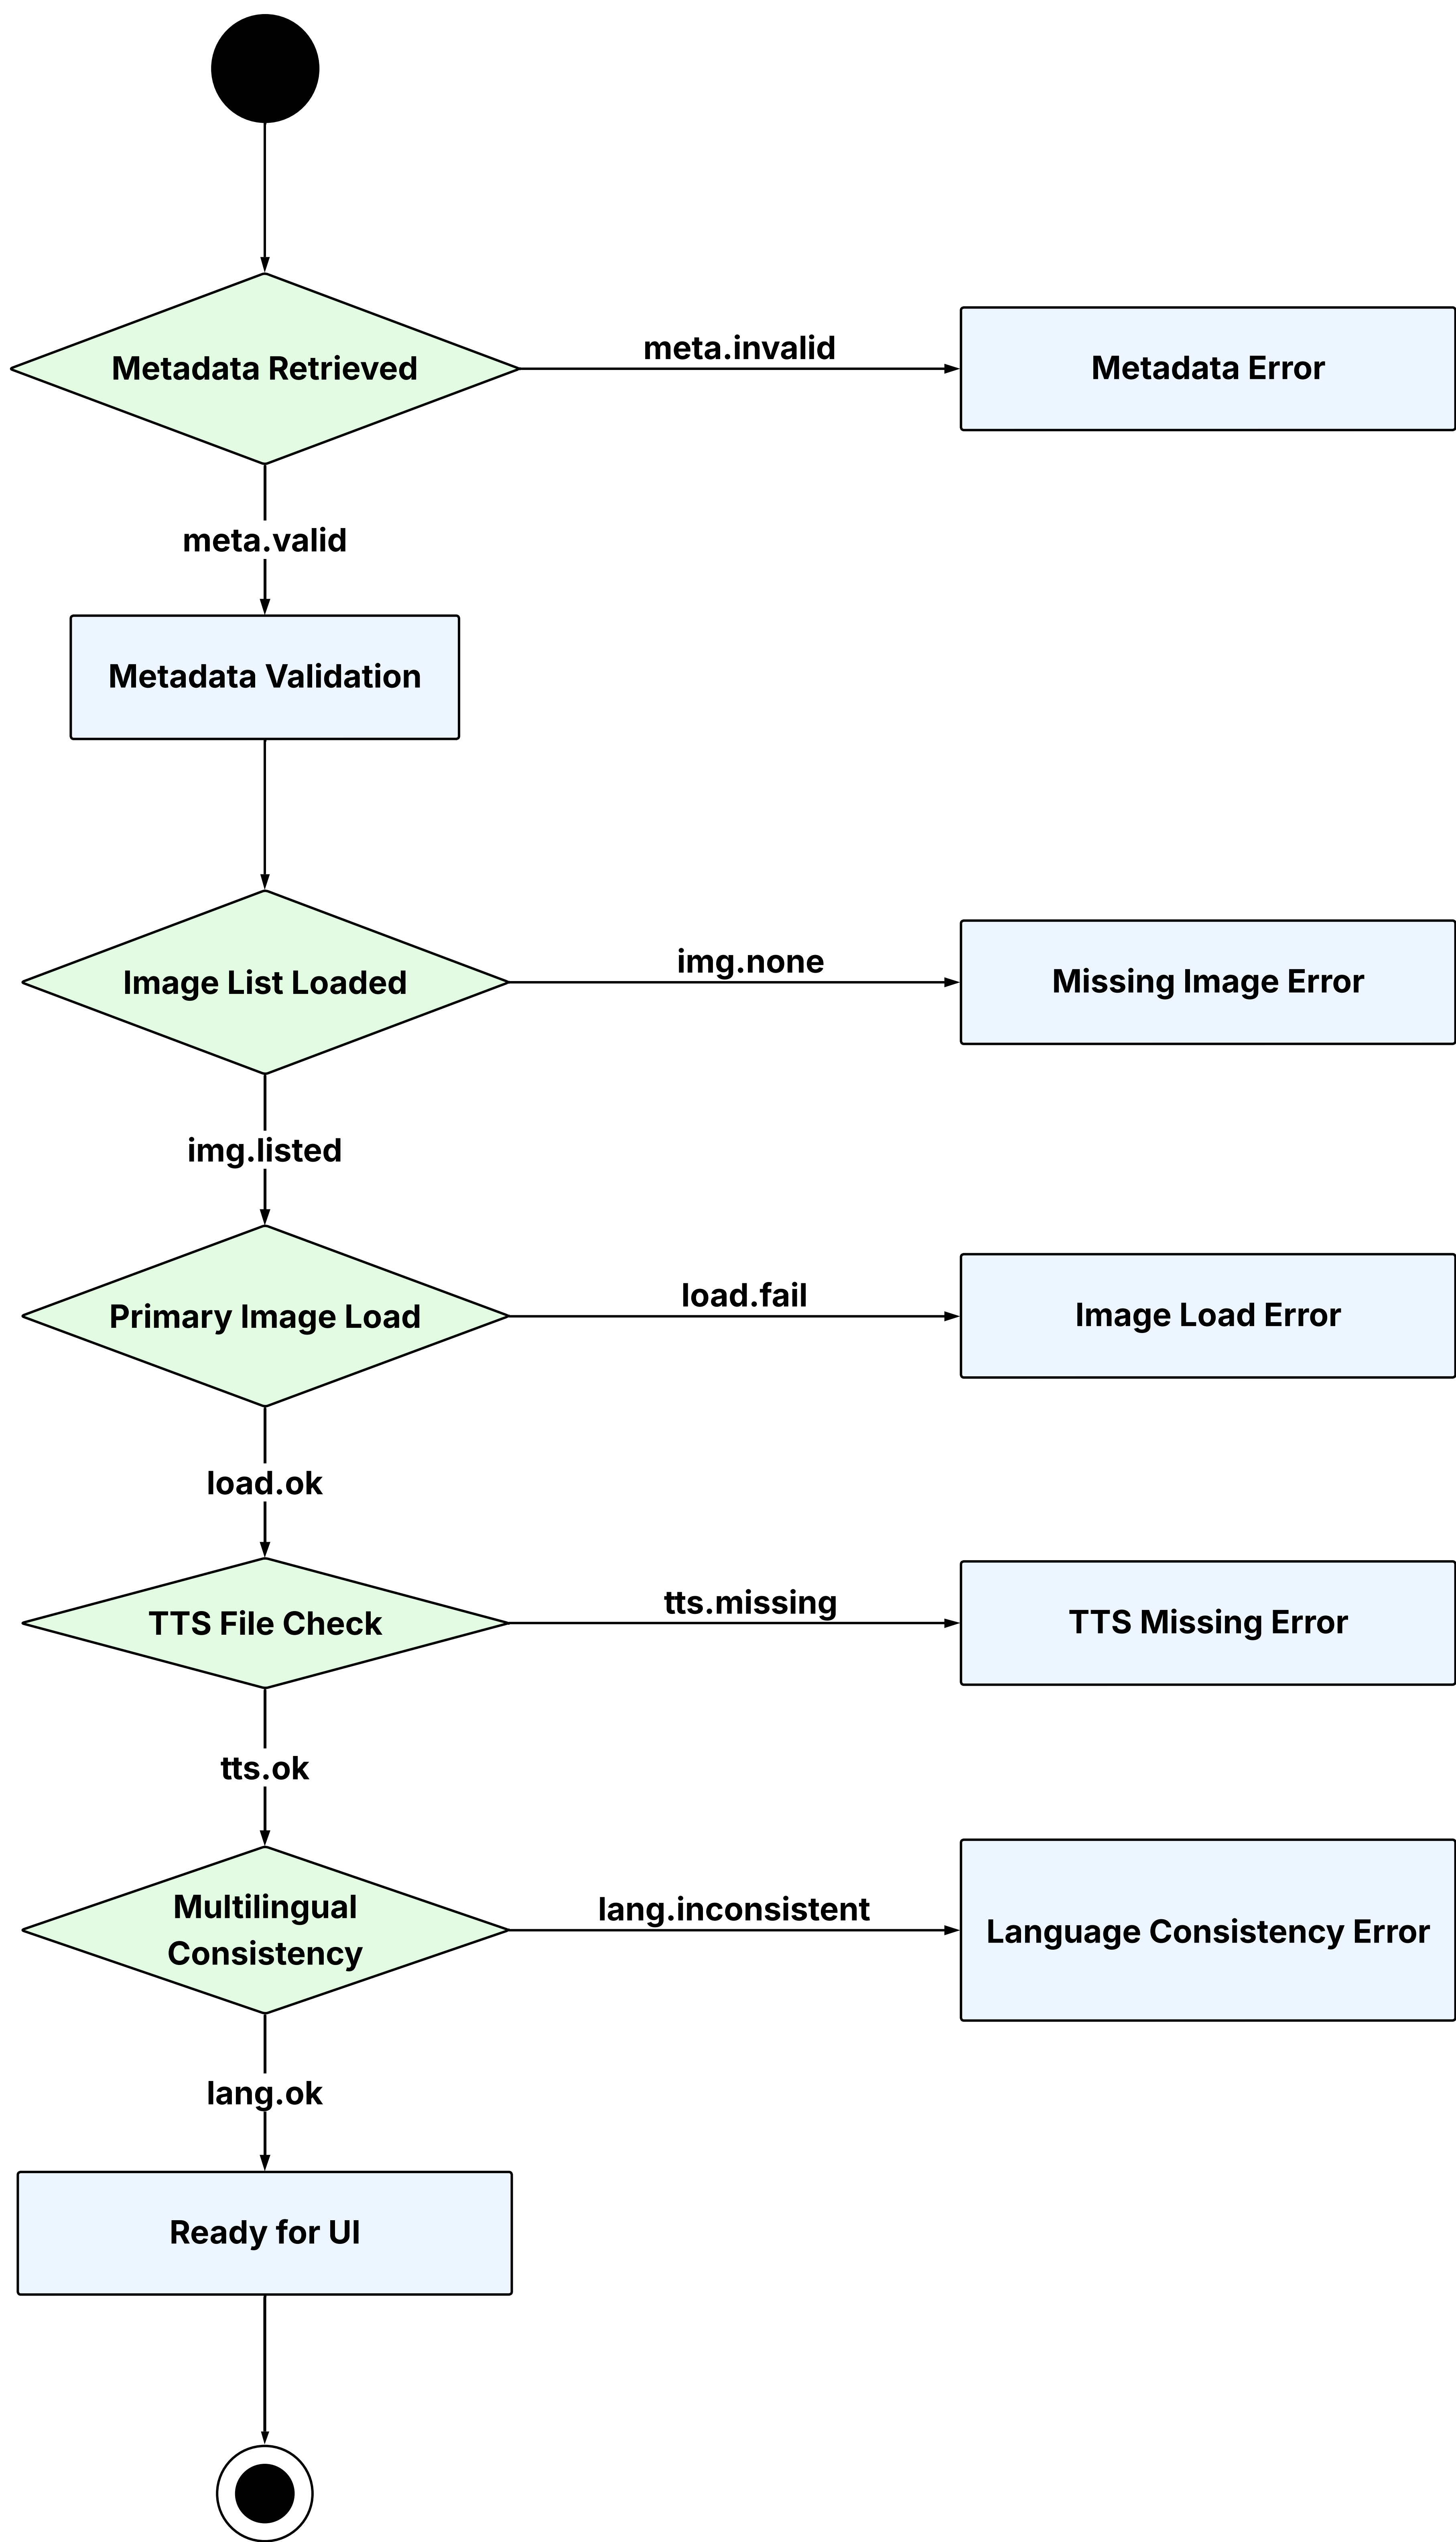 Metadata Retrieved
meta.invalid
Metadata Error
meta.valid
Metadata Validation
Image List Loaded
img.none
Missing Image Error
img.listed
Primary Image Load
load.fail
Image Load Error
load.ok
TTS File Check
tts.missing
TTS Missing Error
tts.ok
Multilingual
Consistency
lang.inconsistent
Language Consistency Error
lang.ok
Ready for UI